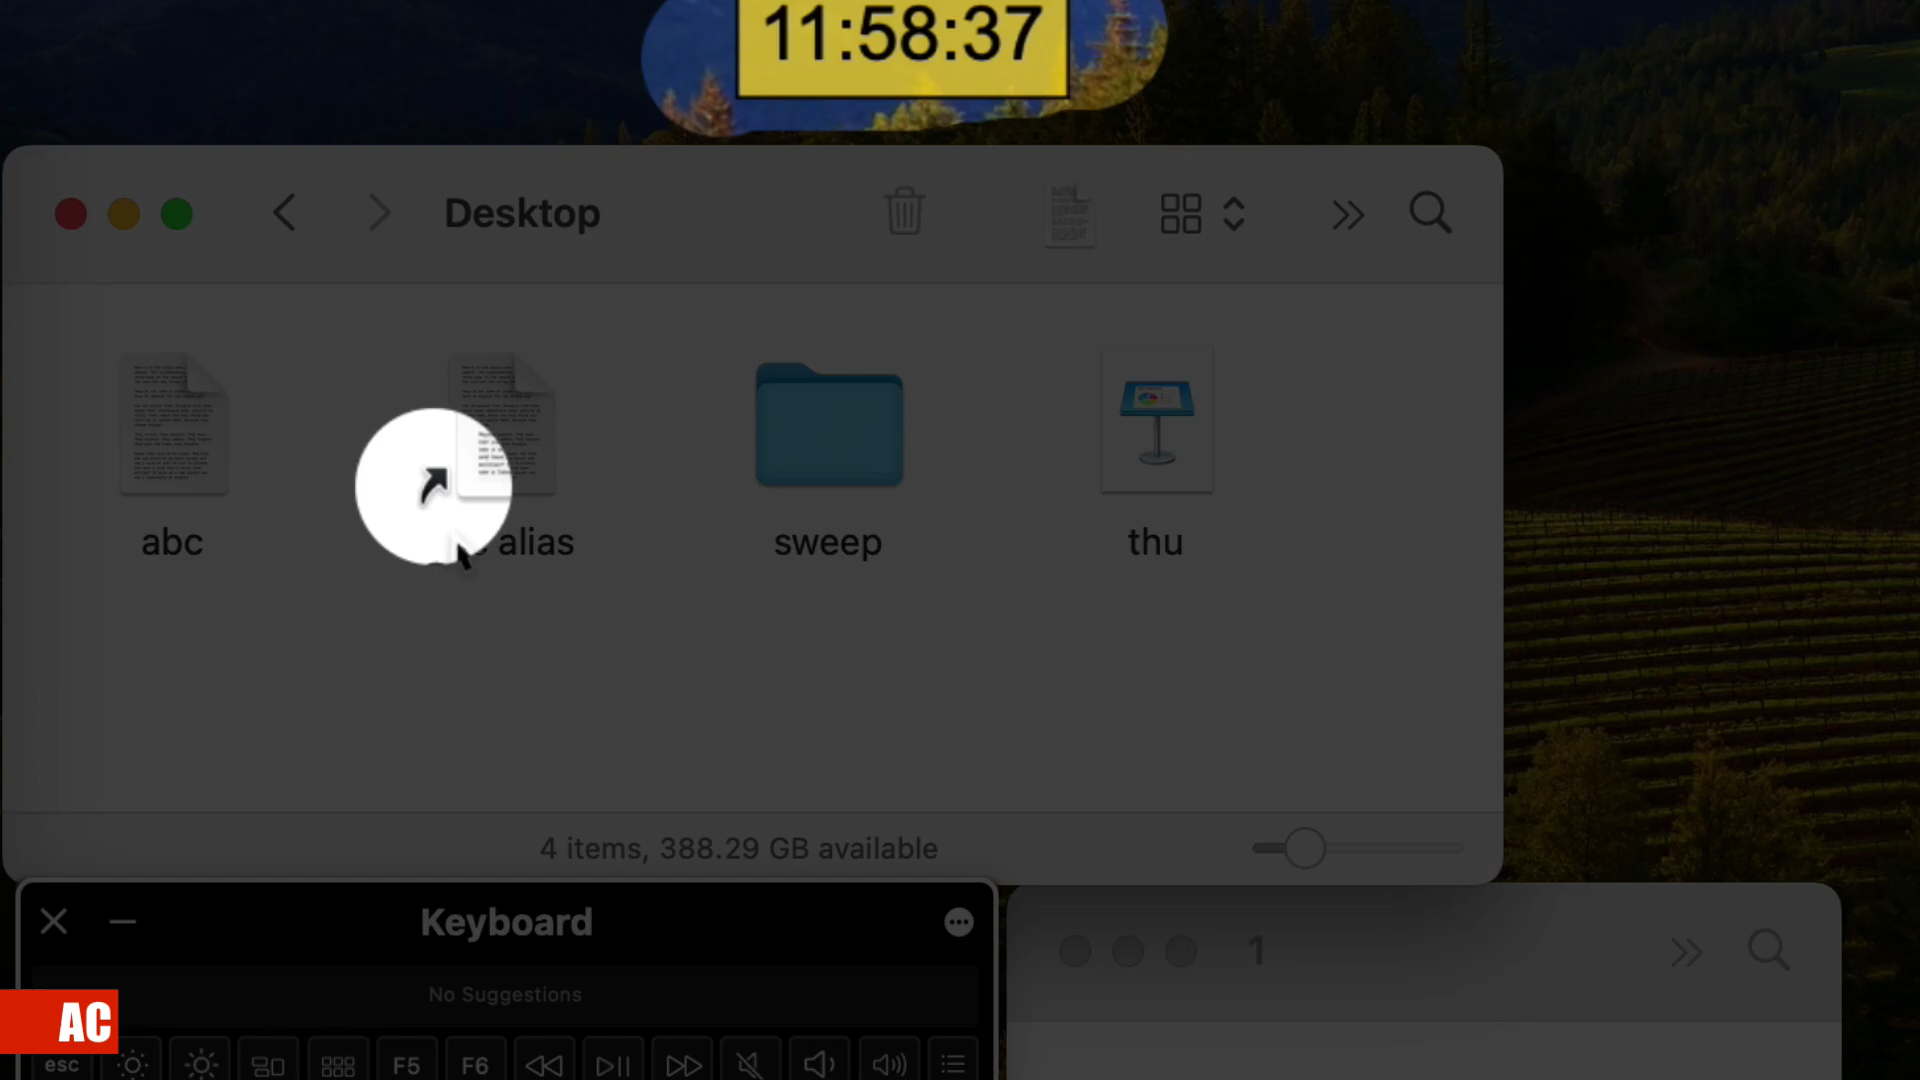 11:58:37
Desktop
abc
alias
sweep
thu
4 items, 388.29 GB available
Keyboard
1
No Suggestions
AC
esc
F5
F6